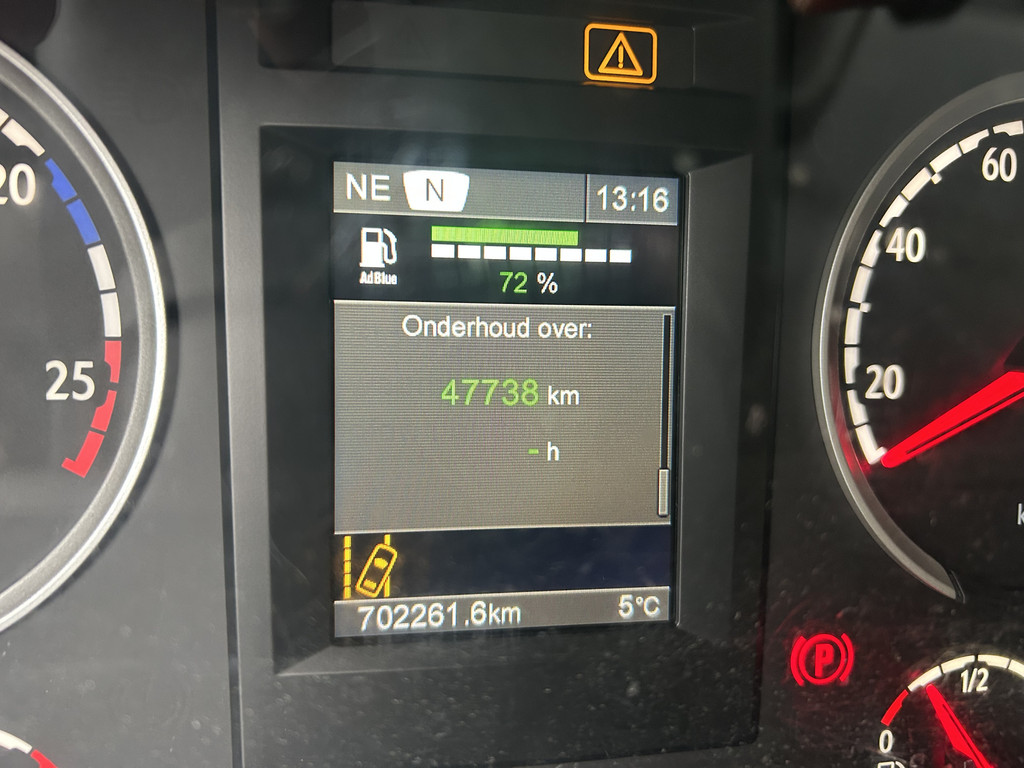 NE N 13:16
AdBlue
72 %
Onderhoud over:
47738 km
- h
702261.6km 5°C
20
25
60
40
20
P
1/2
0